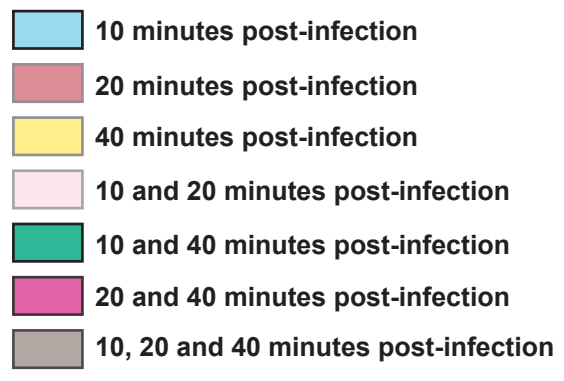 10 minutes post-infection
20 minutes post-infection
40 minutes post-infection
10 and 20 minutes post-infection
10 and 40 minutes post-infection
20 and 40 minutes post-infection
10, 20 and 40 minutes post-infection